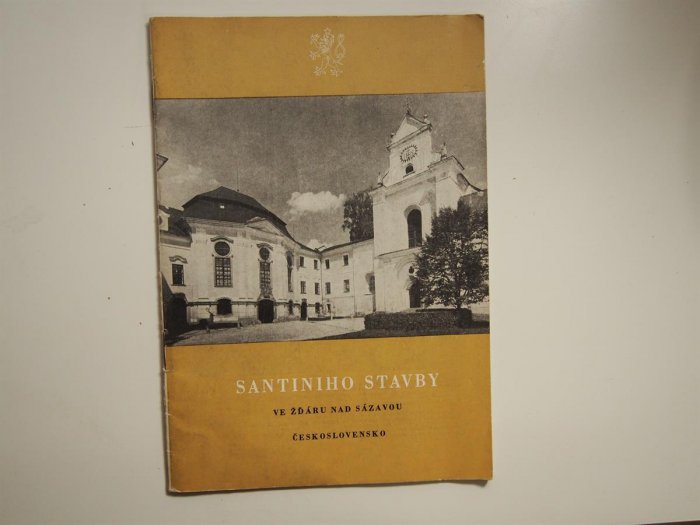 SANTINIHO STAVBY
VE ŽĎÁRU NAD SÁZAVOU
ČESKOSLOVENSKO